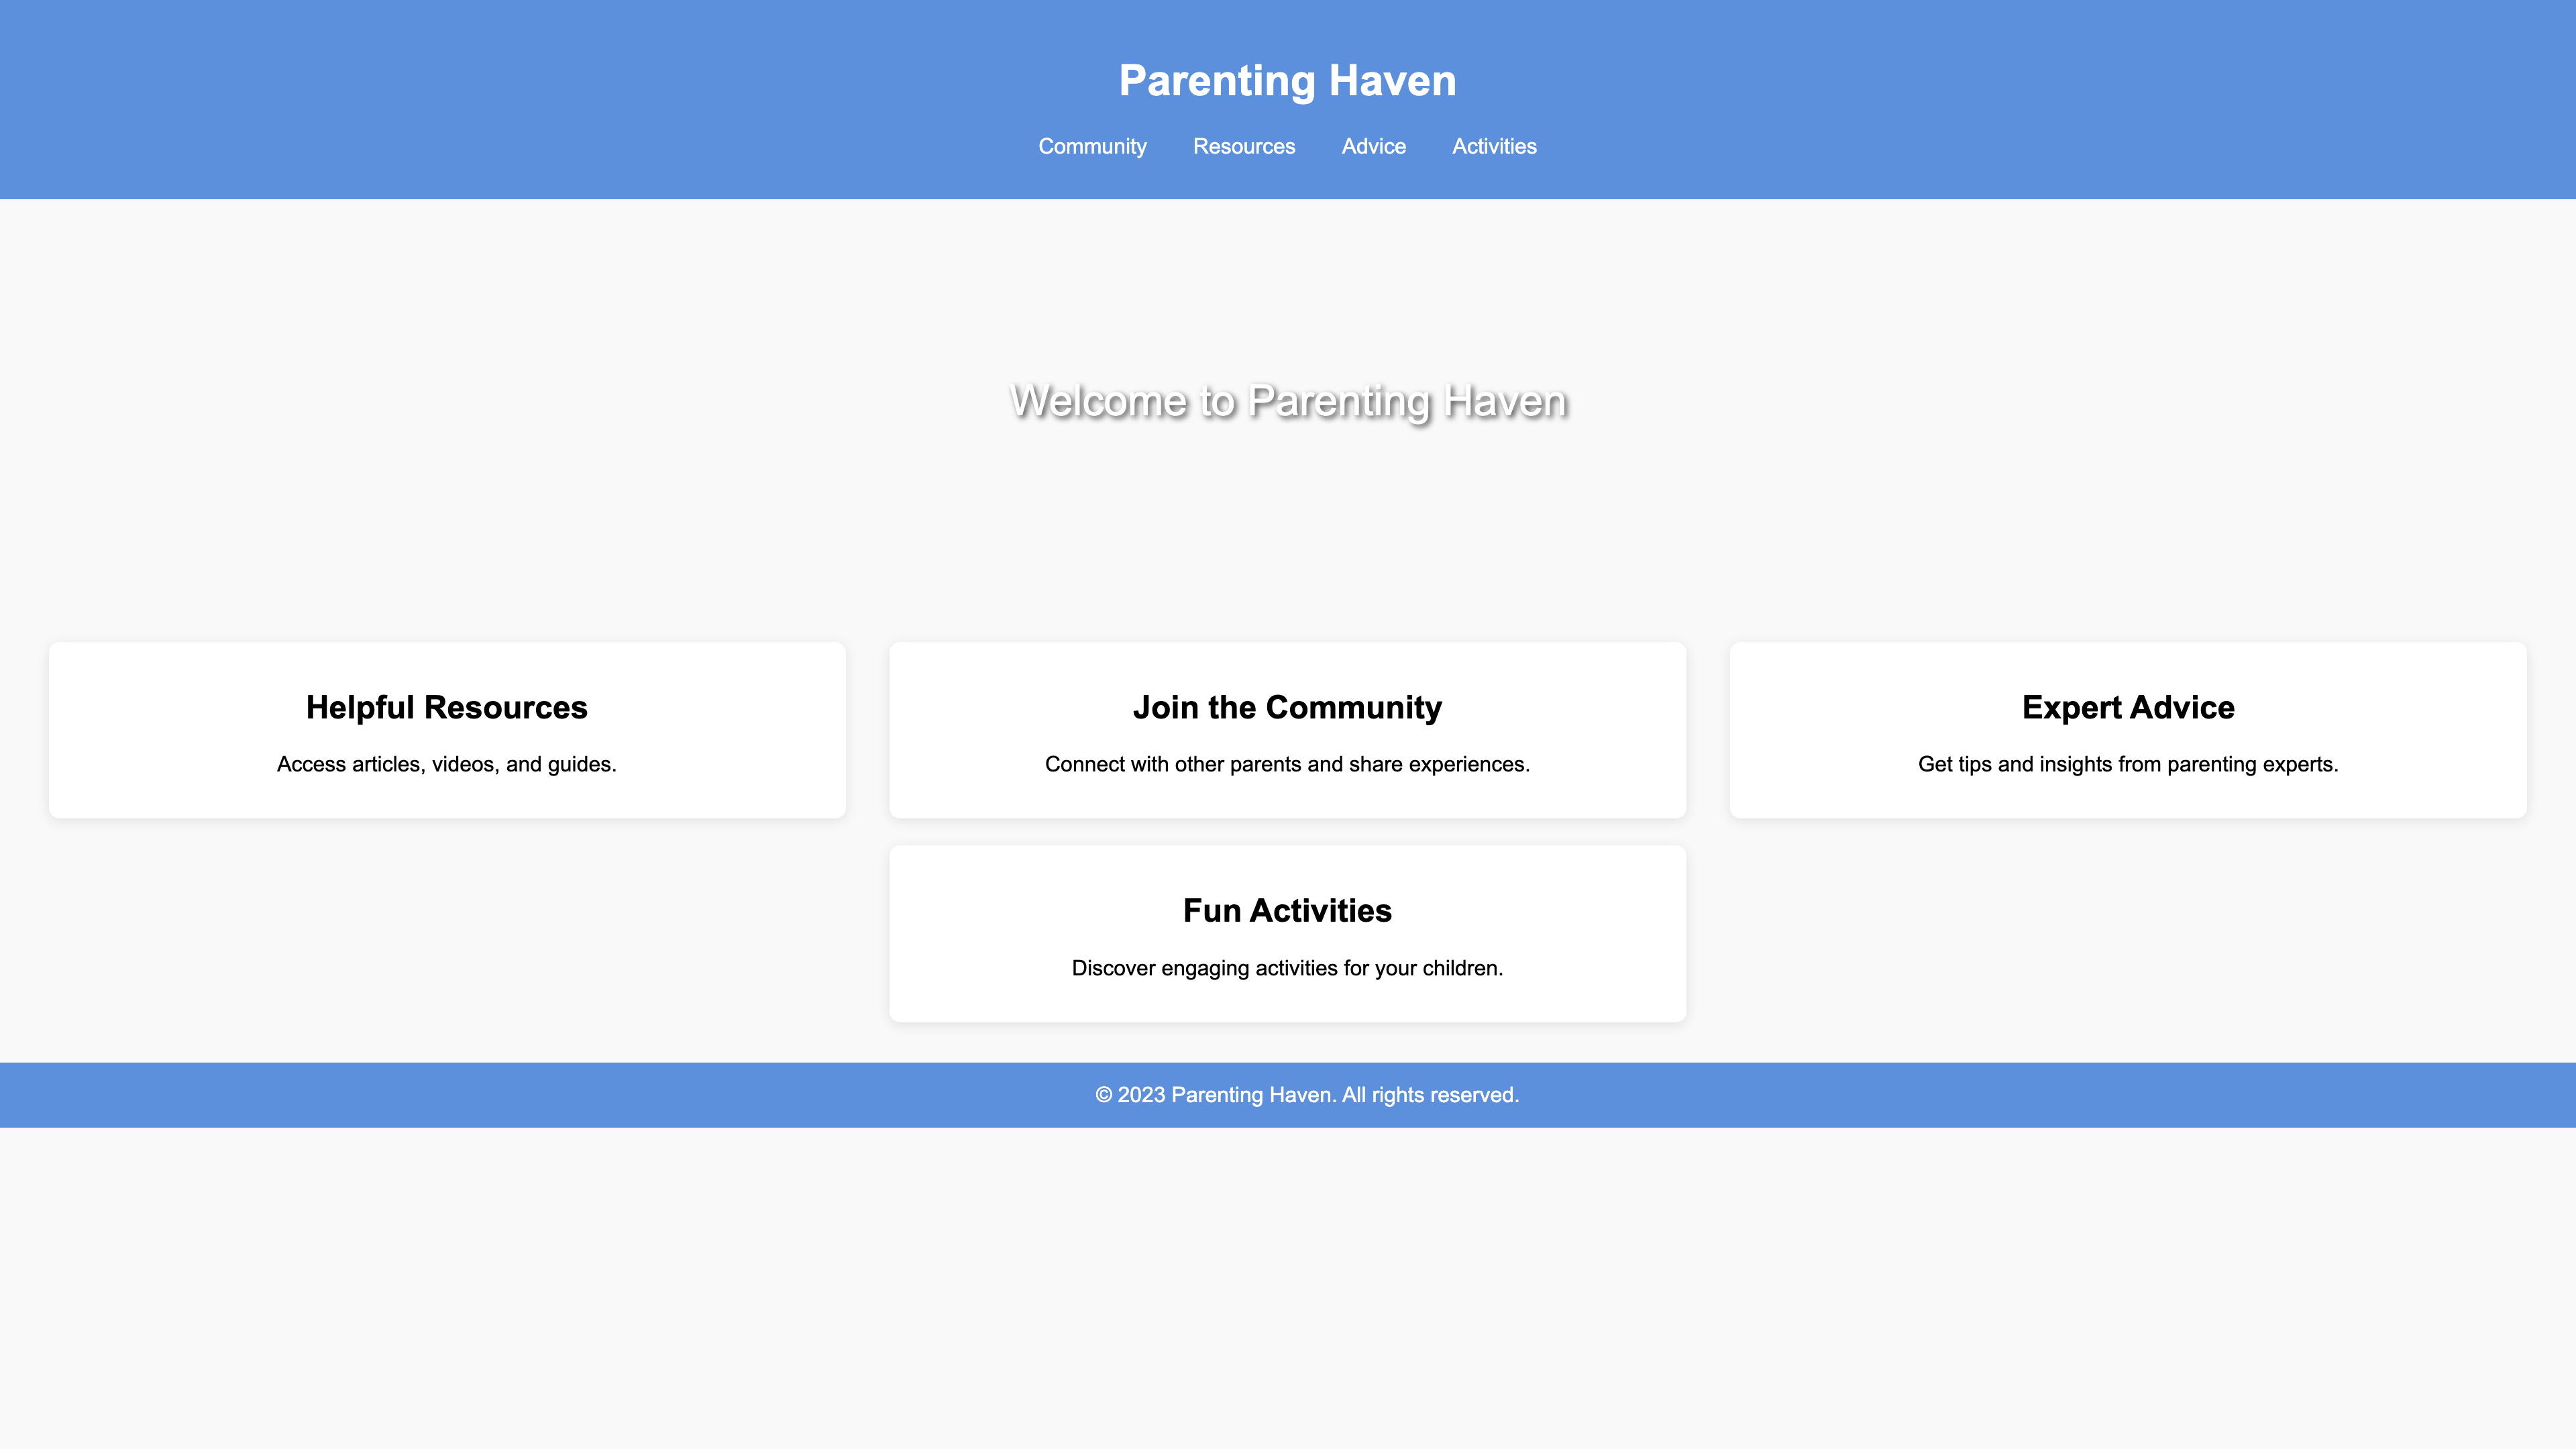 Parenting Haven
Community Resources Advice Activities
Welcome to Parenting Haven
Helpful Resources
Access articles, videos, and guides.
Join the Community
Connect with other parents and share experiences.
Expert Advice
Get tips and insights from parenting experts.
Fun Activities
Discover engaging activities for your children.
© 2023 Parenting Haven. All rights reserved.